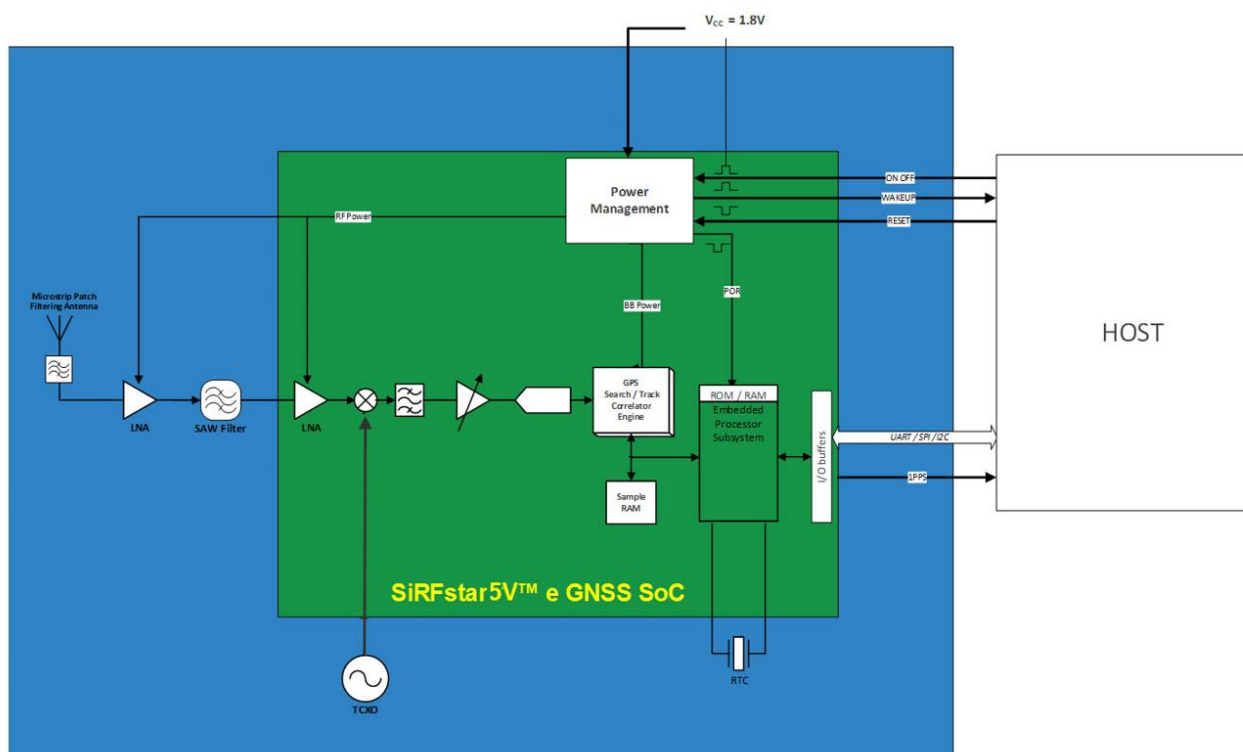 V_CC = 1.8V
Power
Management
ON OFF
WAKEUP
RESET
RF Power
Microstrip Patch
Filtering Antenna
BB Power
POR
HOST
GPS
Search / Track
Correlator
Engine
ROM / RAM
Embedded
Processor
Subsystem
LNA
SAW Filter
LNA
UART / SPI / I2C
I/O buffers
1PPS
Sample
RAM
SiRFstar5V™ e GNSS SoC
RTC
TCXO